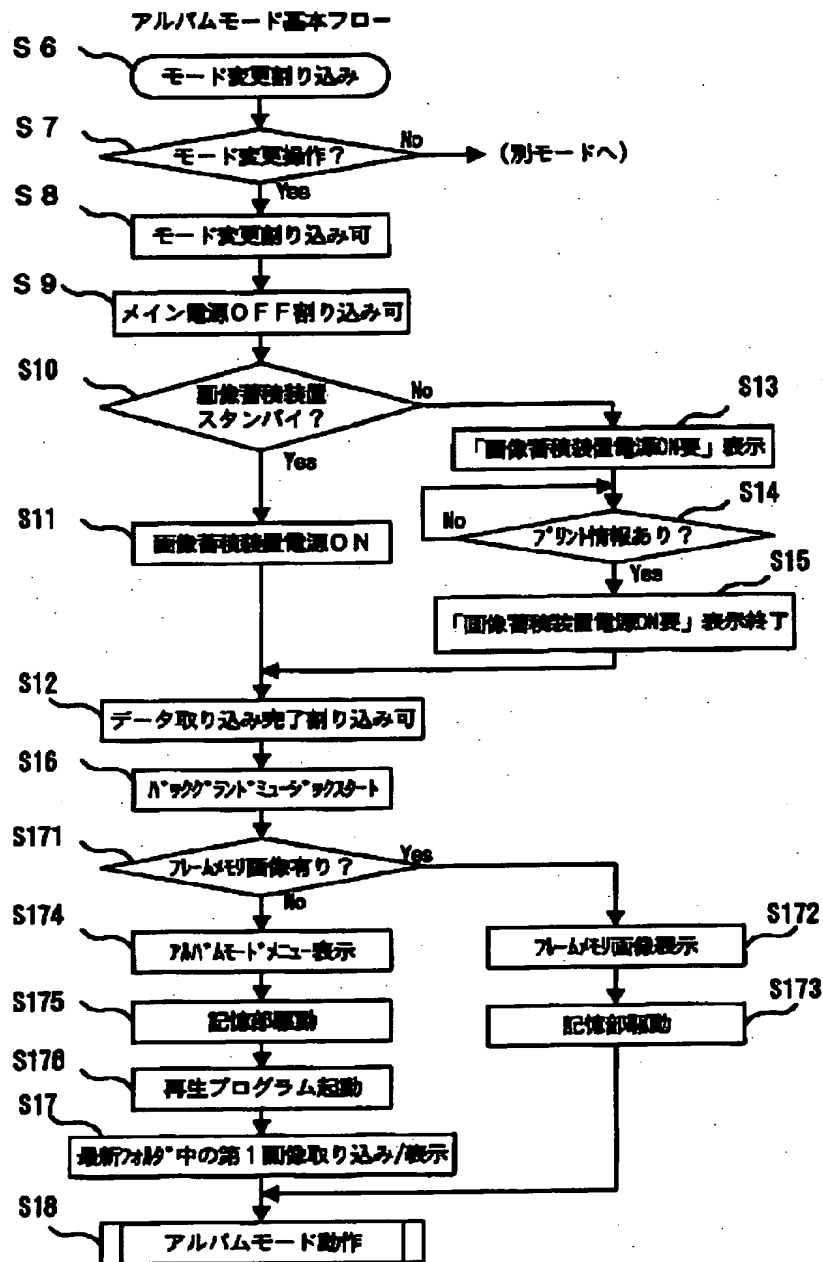 アルバムモード基本フロー
S6
モード変更割り込み
S7
モード変更操作?
No
(別モードへ)
Yes
S8
モード変更割り込み可
S9
メイン電源OFF割り込み可
S10
画像蓄積装置
スタンバイ?
No
Yes
S13
「画像蓄積装置電源ON要」表示
S14
プリント情報あり?
No
Yes
S11
画像蓄積装置電源ON
S15
「画像蓄積装置電源ON要」表示終了
S12
データ取り込み完了割り込み可
S16
バックグランドミュージックスタート
S171
フレームメモリ画像有り?
Yes
No
S174
アルバムモードメニュー表示
S172
フレームメモリ画像表示
S175
記憶部駆動
S173
記憶部駆動
S176
再生プログラム起動
S17
最新フォルダ中の第1画像取り込み/表示
S18
アルバムモード動作